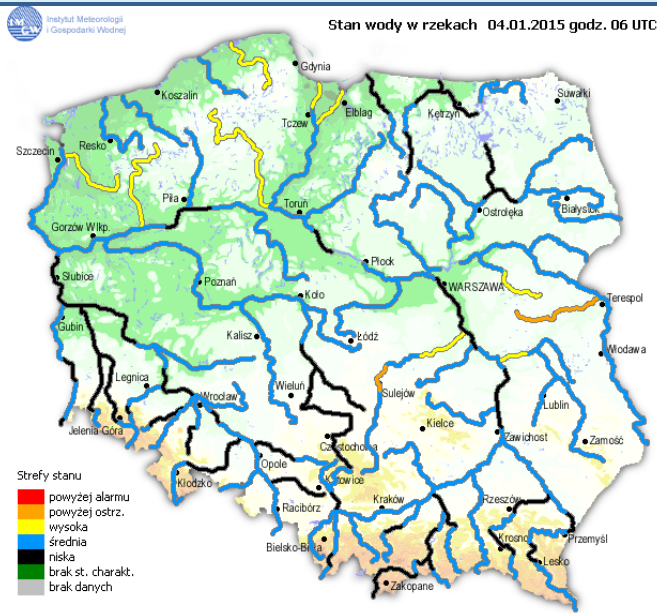 Instytut Meteorologii
i Gospodarki Wodnej
IMGW
Stan wody w rzekach 04.01.2015 godz. 06 UTC
Gdynia
Koszalin
Suwałki
Tczew
Elbląg
Kętrzyn
Szczecin
Resko
Piła
Toruń
Ostrołęka
Białystok
Gorzów Wlkp.
Płock
Słubice
Poznań
Koło
WARSZAWA
Terespol
Gubin
Kalisz
Łódź
Włodawa
Legnica
Wieluń
Sulejów
Wrocław
Lublin
Jelenia Góra
Kielce
Zawichost
Zamość
Częstochowa
Opole
Kłodzko
Katowice
Racibórz
Kraków
Rzeszów
Bielsko-Biała
Krosno
Przemyśl
Lesko
Zakopane
Strefy stanu
powyżej alarmu
powyżej ostrz.
wysoka
średnia
niska
brak st. charakt.
brak danych